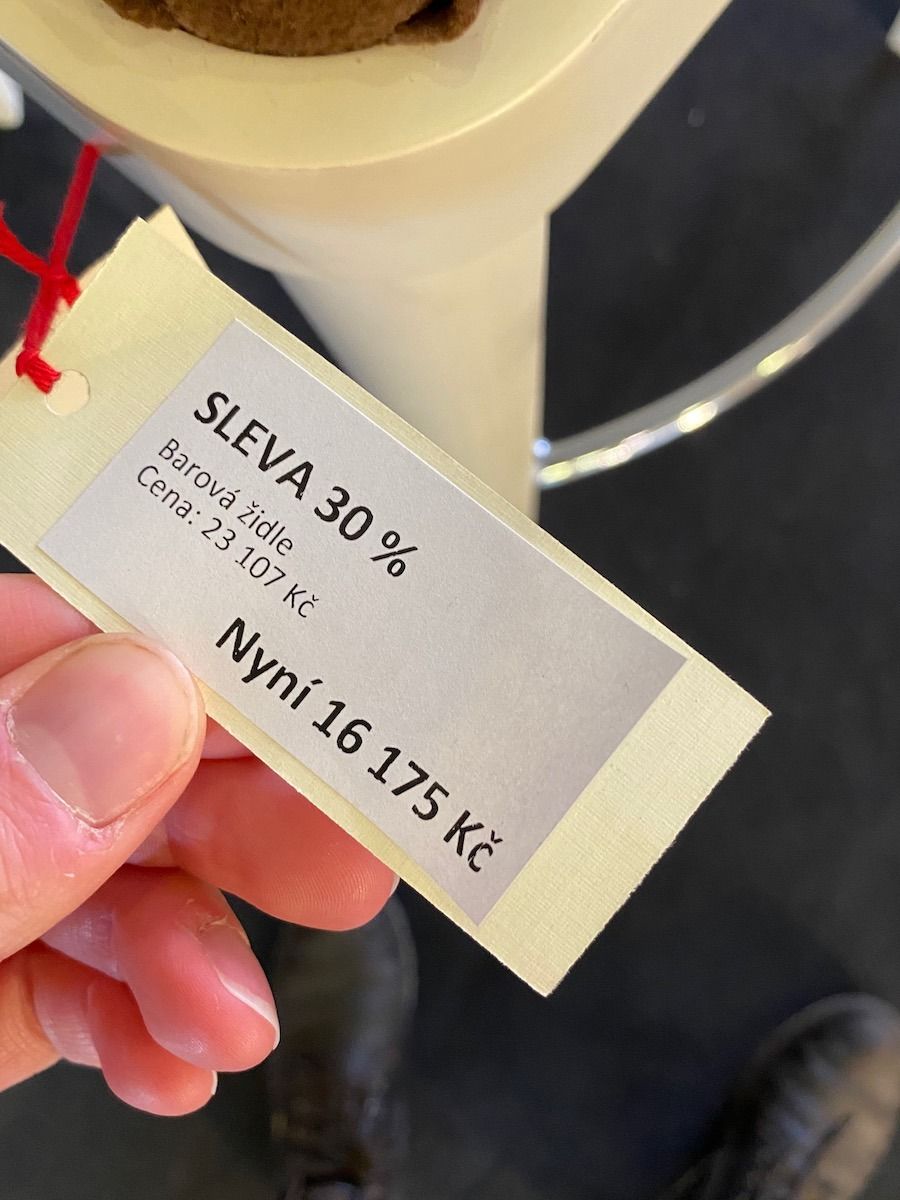 SLEVA 30 %
Barová židle
Cena: 23 107 Kč
Nyní 16 175 Kč